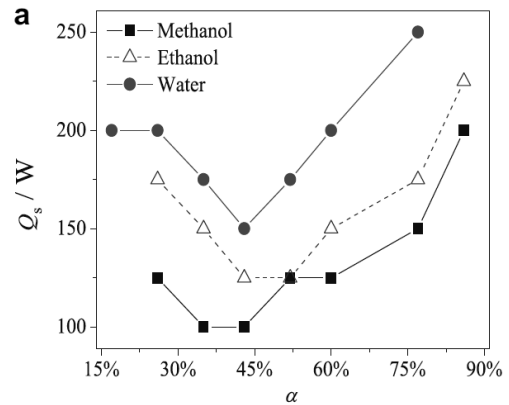 a
Methanol
Ethanol
Water
250
200
150
100
Qs / W
15% 30% 45% 60% 75% 90%
α